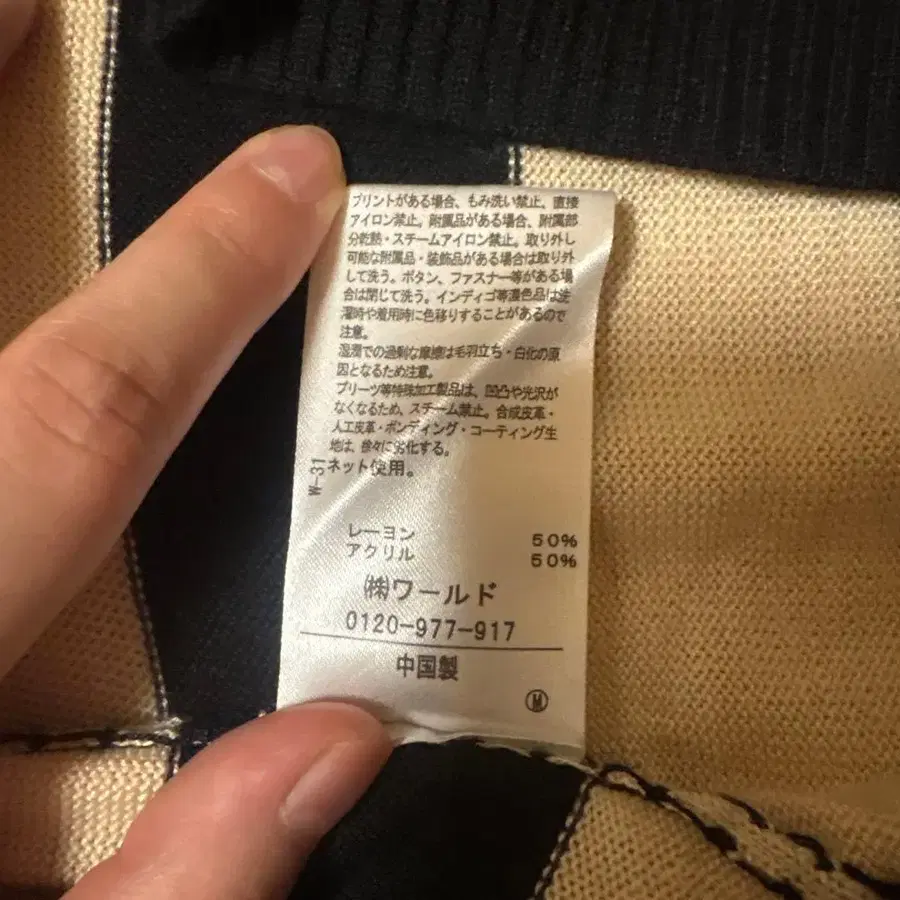 プリントがある場合、もみ洗い禁止、直接
アイロン禁止。附属品がある場合、附属部
分乾熱・スチームアイロン禁止。取り外し
可能な附属品・装飾品がある場合は取り外
して洗う。ボタン、ファスナー等がある場
合は閉じて洗う。インディゴ等濃色品は洗
濯時や着用時に色移りすることがあるので
注意。
湿潤での過剰な摩擦は毛羽立ち・白化の原
因となるため注意。
プリーツ等特殊加工製品は、凹凸や光沢が
なくなるため、スチーム禁止。合成皮革・
人工皮革・ボンディング・コーティング生
地は、徐々に劣化する。
ネット使用。
W-31
レーヨン 50%
アクリル 50%
㈱ワールド
0120-977-917
中国製
Ⓜ